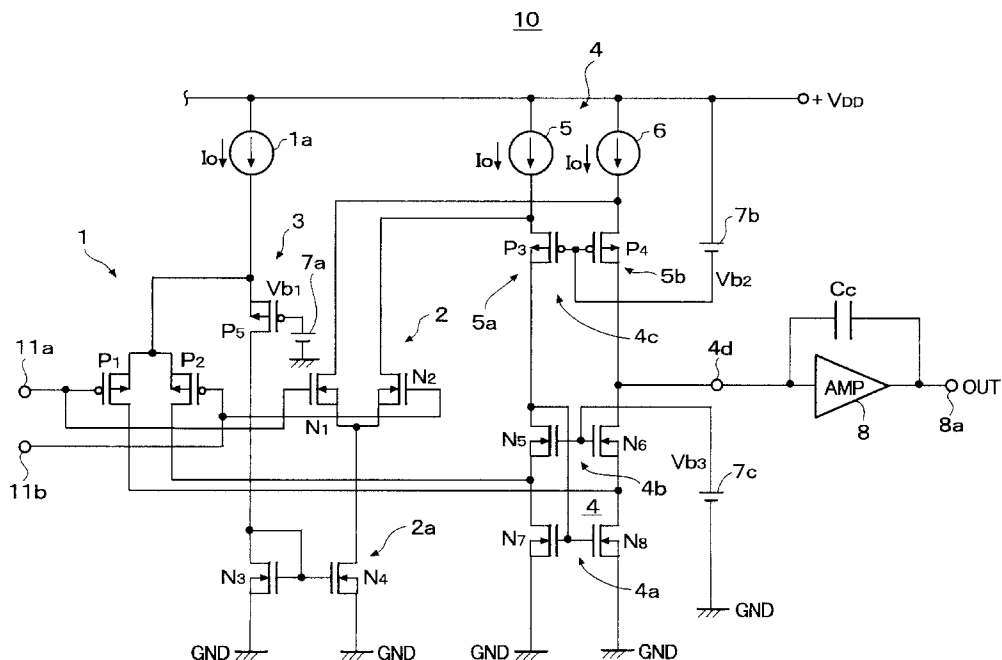 10
4
+VDD
1a
5
6
Io
Io
Io
7b
1
3
7a
Vb1
P3
P4
5b
Vb2
5a
2
4c
Cc
P5
11a
P1
P2
N2
4d
AMP
OUT
8
8a
N1
11b
N5
N6
4b
Vb3
7c
4
2a
N7
N8
N3
N4
4a
GND
GND
GND
GND
GND